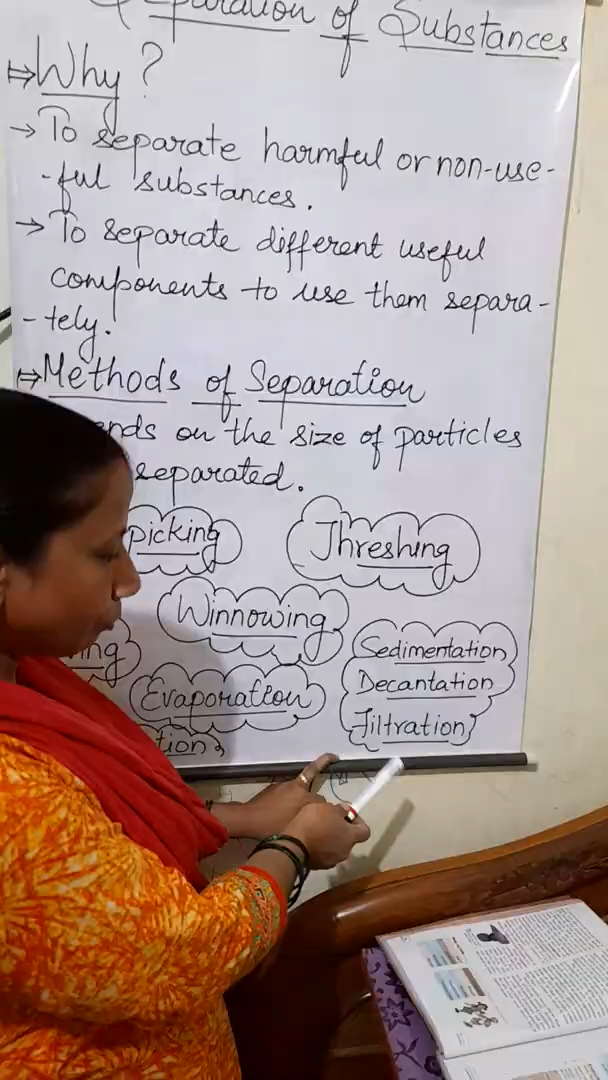 of Substances
⇒ Why?
→ To separate harmful or non-use-
-ful substances.
→ To separate different useful
components to use them separa-
-tely.
⇒ Methods of Separation
on the size of particles
separated.
picking
Threshing
Winnowing
Sedimentation
Decantation
Filtration
Evaporation